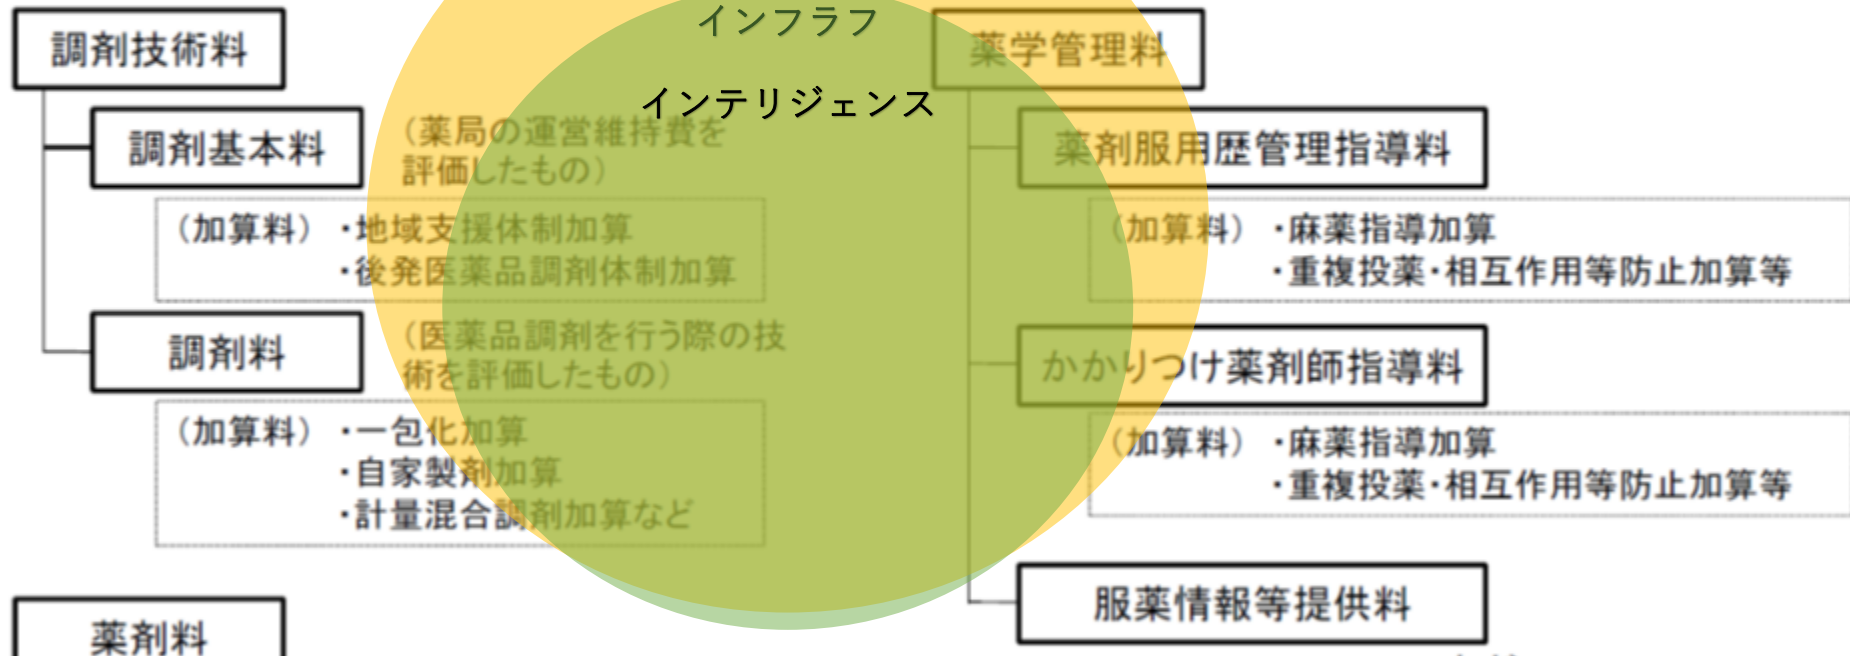 インフラフ
インテリジェンス
調剤技術料
調剤基本料
（薬局の運営維持費を
評価したもの）
（加算料）・地域支援体制加算
・後発医薬品調剤体制加算
調剤料
（医薬品調剤を行う際の技
術を評価したもの）
（加算料）・一包化加算
・自家製剤加算
・計量混合調剤加算など
薬剤料
薬学管理料
薬剤服用歴管理指導料
（加算料）・麻薬指導加算
・重複投薬・相互作用等防止加算等
かかりつけ薬剤師指導料
（加算料）・麻薬指導加算
・重複投薬・相互作用等防止加算等
服薬情報等提供料